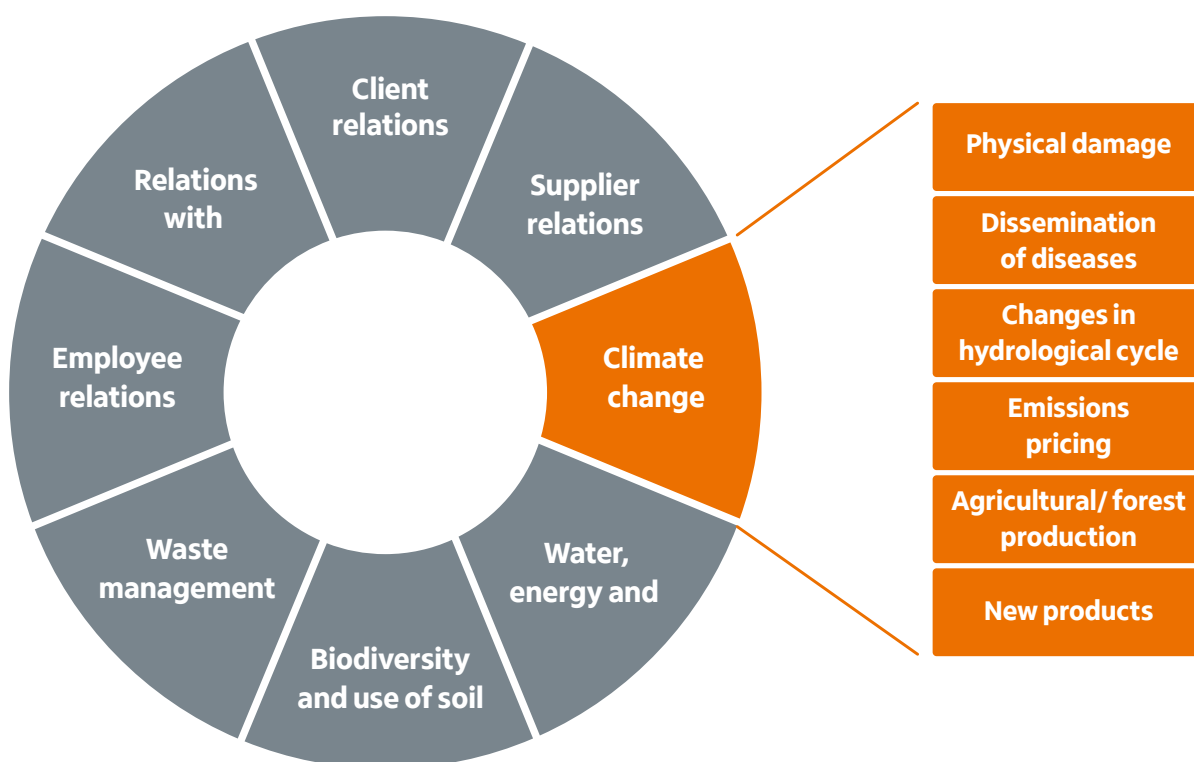 Client
relations
Supplier
relations
Climate
change
Water,
energy and
Biodiversity
and use of soil
Waste
management
Employee
relations
Relations
with
Physical damage
Dissemination
of diseases
Changes in
hydrological cycle
Emissions
pricing
Agricultural/ forest
production
New products